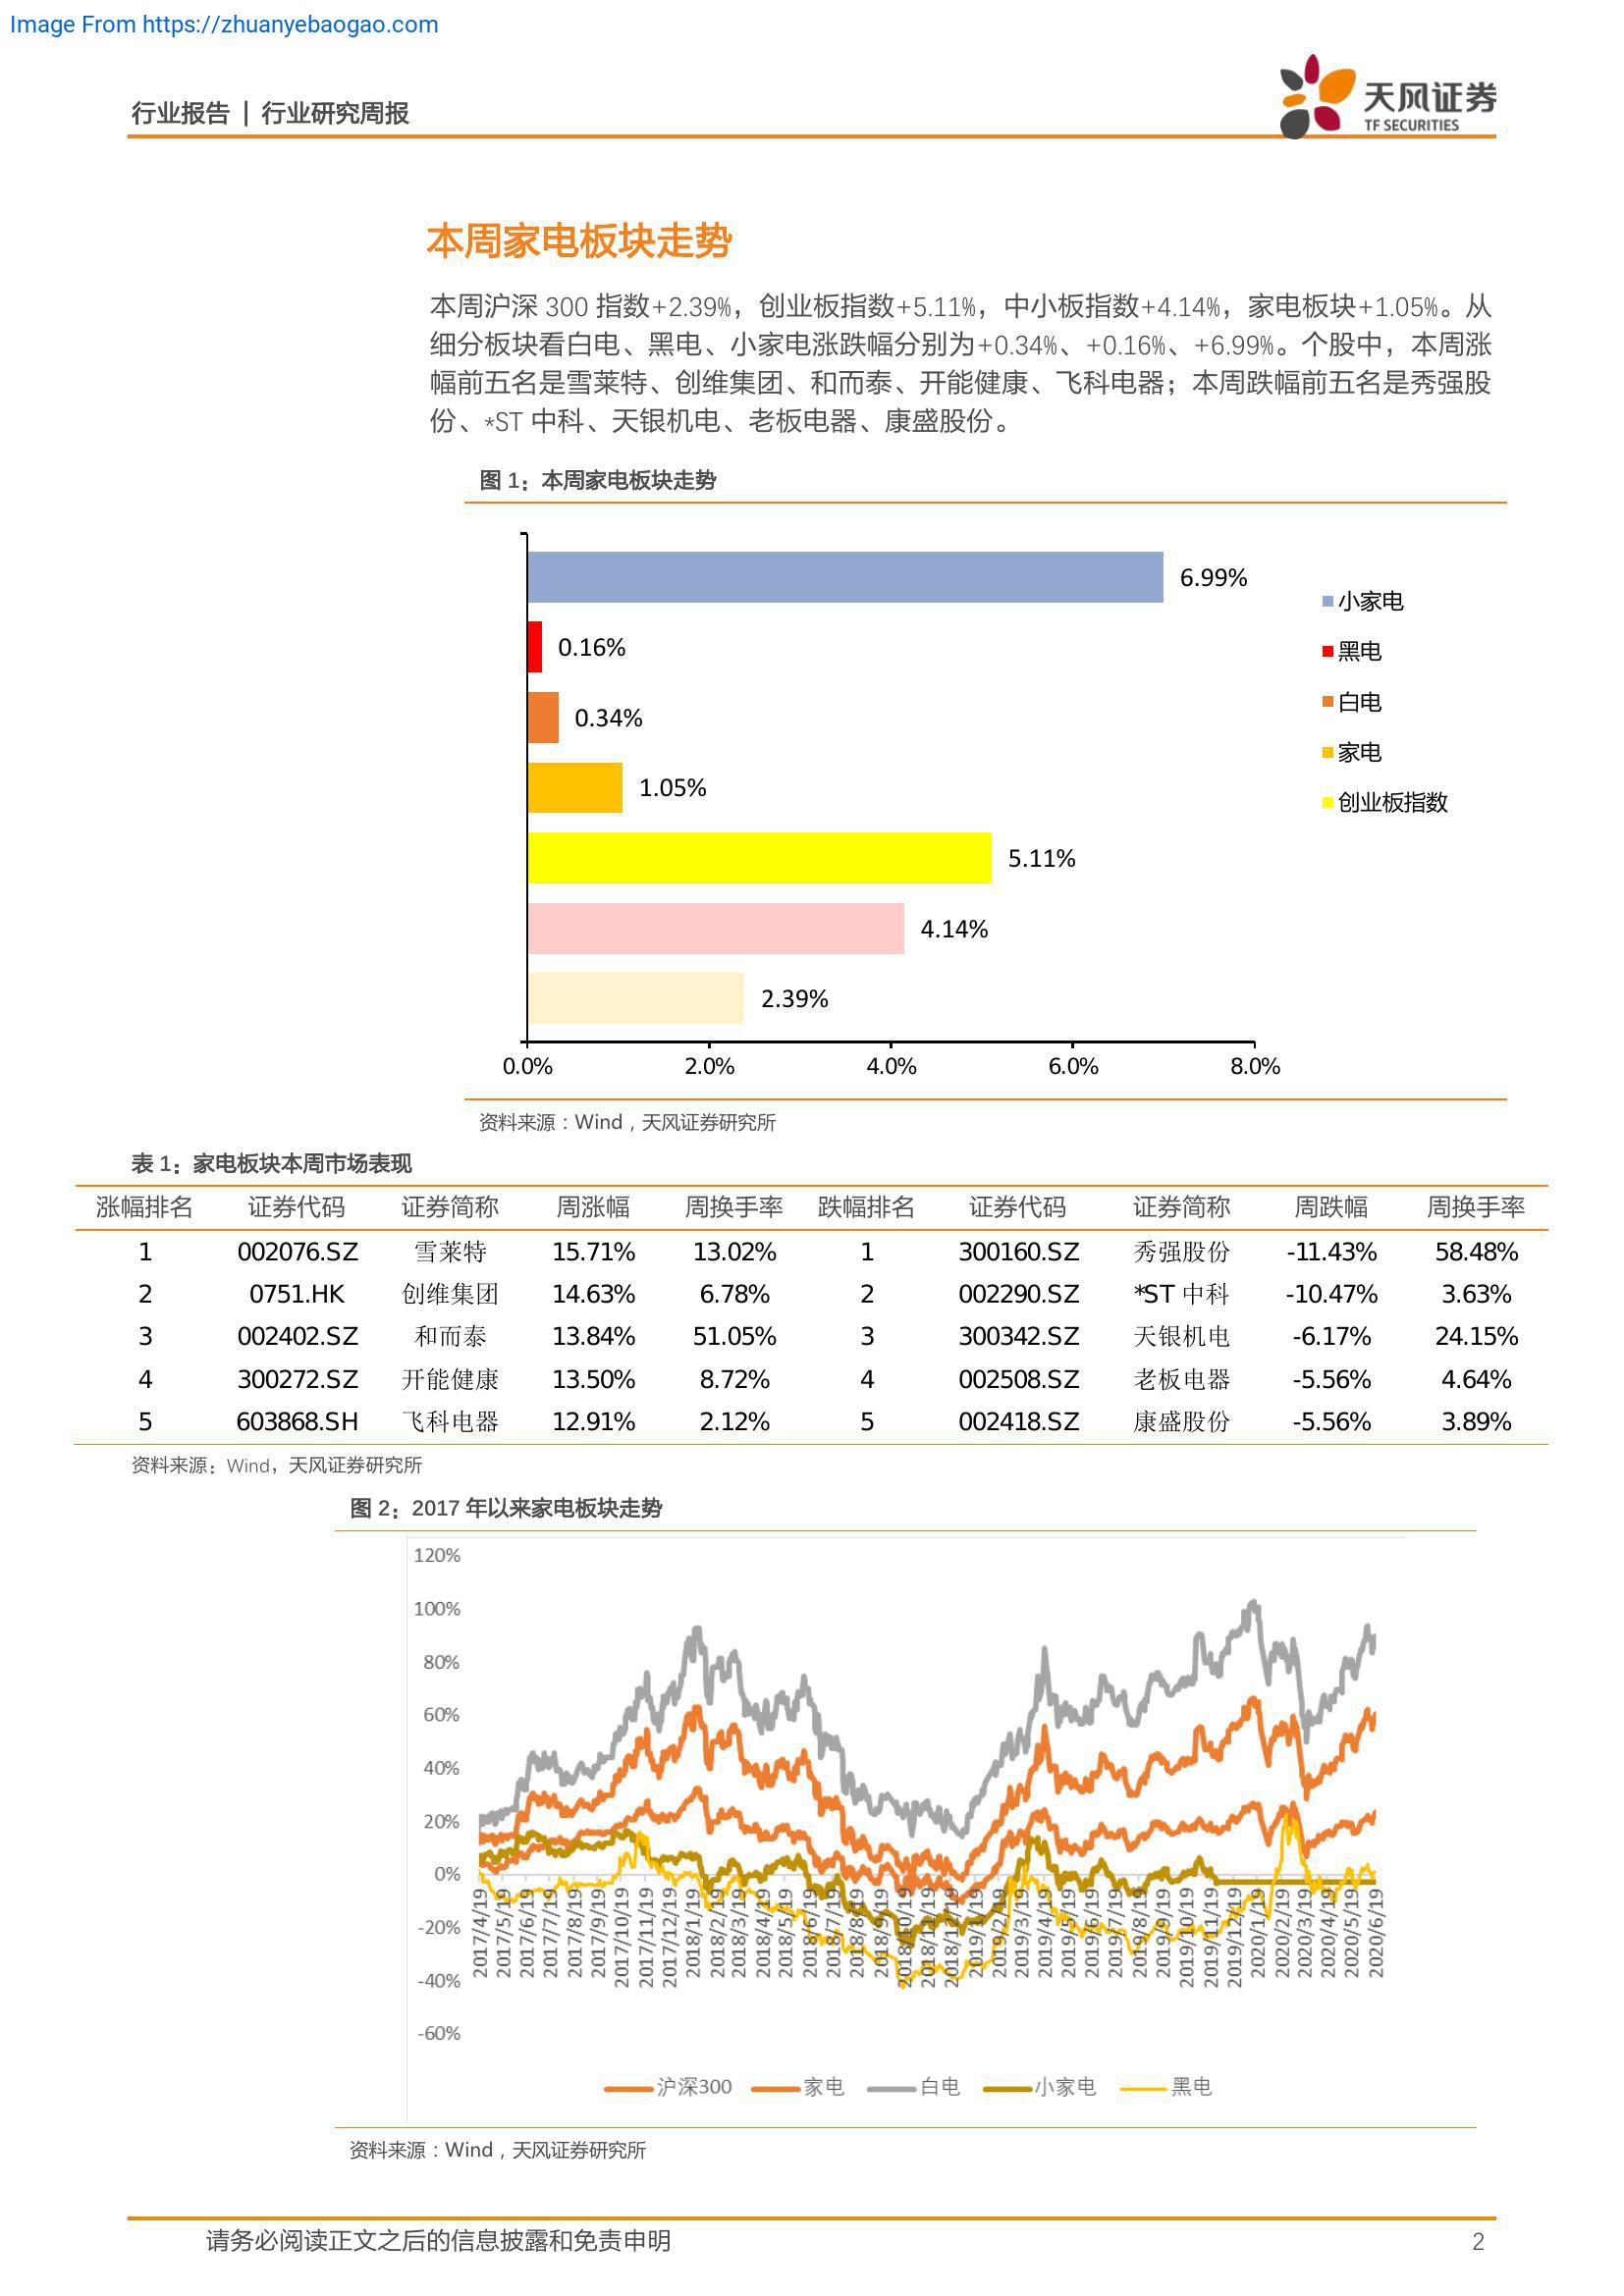 Image From https://zhuanyebaogao.com
行业报告 | 行业研究周报
天风证券
TF SECURITIES
本周家电板块走势
本周沪深 300 指数+2.39%，创业板指数+5.11%，中小板指数+4.14%，家电板块+1.05%。从
细分板块看白电、黑电、小家电涨跌幅分别为+0.34%、+0.16%、+6.99%。个股中，本周涨
幅前五名是雪莱特、创维集团、和而泰、开能健康、飞科电器；本周跌幅前五名是秀强股
份、*ST 中科、天银机电、老板电器、康盛股份。
图 1：本周家电板块走势
6.99%
0.16%
0.34%
1.05%
5.11%
4.14%
2.39%
小家电
黑电
白电
家电
创业板指数
0.0% 2.0% 4.0% 6.0% 8.0%
资料来源：Wind，天风证券研究所
表 1：家电板块本周市场表现
涨幅排名 证券代码 证券简称 周涨幅 周换手率 跌幅排名 证券代码 证券简称 周跌幅 周换手率
1 002076.SZ 雪莱特 15.71% 13.02% 1 300160.SZ 秀强股份 -11.43% 58.48%
2 0751.HK 创维集团 14.63% 6.78% 2 002290.SZ *ST 中科 -10.47% 3.63%
3 002402.SZ 和而泰 13.84% 51.05% 3 300342.SZ 天银机电 -6.17% 24.15%
4 300272.SZ 开能健康 13.50% 8.72% 4 002508.SZ 老板电器 -5.56% 4.64%
5 603868.SH 飞科电器 12.91% 2.12% 5 002418.SZ 康盛股份 -5.56% 3.89%
资料来源：Wind，天风证券研究所
图 2：2017 年以来家电板块走势
120%
100%
80%
60%
40%
20%
0%
-20%
-40%
-60%
2017/4/19 2017/5/19 2017/6/19 2017/7/19 2017/8/19 2017/9/19 2017/10/19 2017/11/19 2017/12/19 2018/1/19 2018/2/19 2018/3/19 2018/4/19 2018/5/19 2018/6/19 2018/7/19 2018/8/19 2018/9/19 2018/10/19 2018/11/19 2018/12/19 2019/1/19 2019/2/19 2019/3/19 2019/4/19 2019/5/19 2019/6/19 2019/7/19 2019/8/19 2019/9/19 2019/10/19 2019/11/19 2019/12/19 2020/1/19 2020/2/19 2020/3/19 2020/4/19 2020/5/19 2020/6/19
沪深300 家电 白电 小家电 黑电
资料来源：Wind，天风证券研究所
请务必阅读正文之后的信息披露和免责申明 2